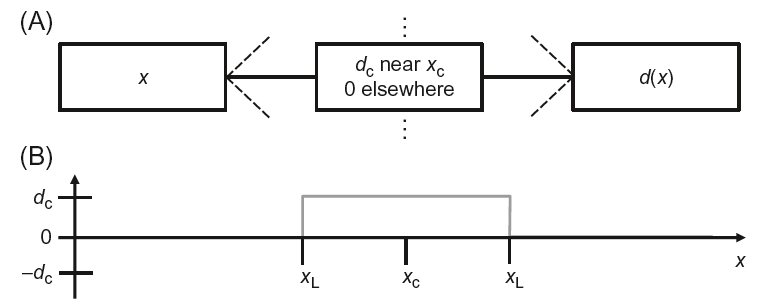 (A)
x
d_c near x_c
0 elsewhere
d(x)
(B)
d_c
0
–d_c
x_L
x_c
x_L
x